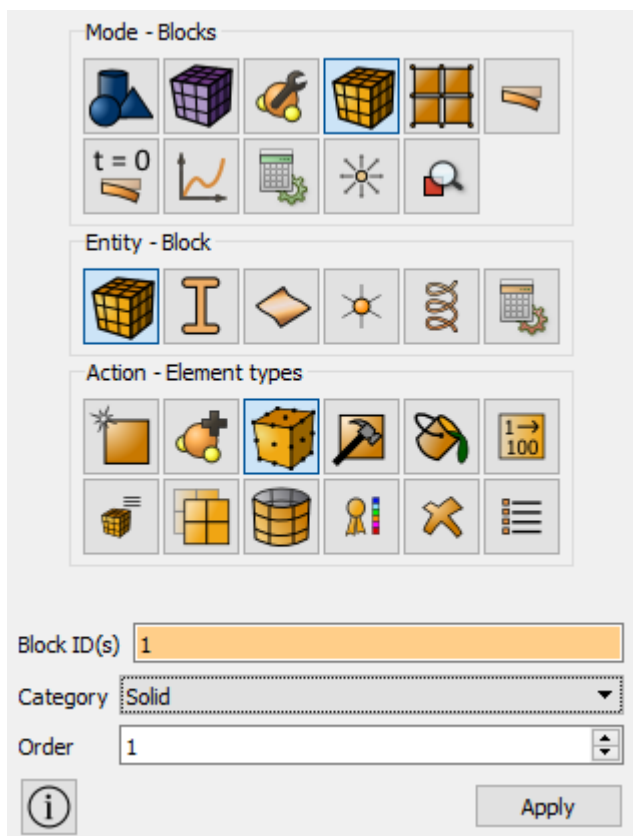 Mode - Blocks
t = 0
Entity - Block
Action - Element types
1→
100
Block ID(s) 1
Category Solid
Order 1
i Apply